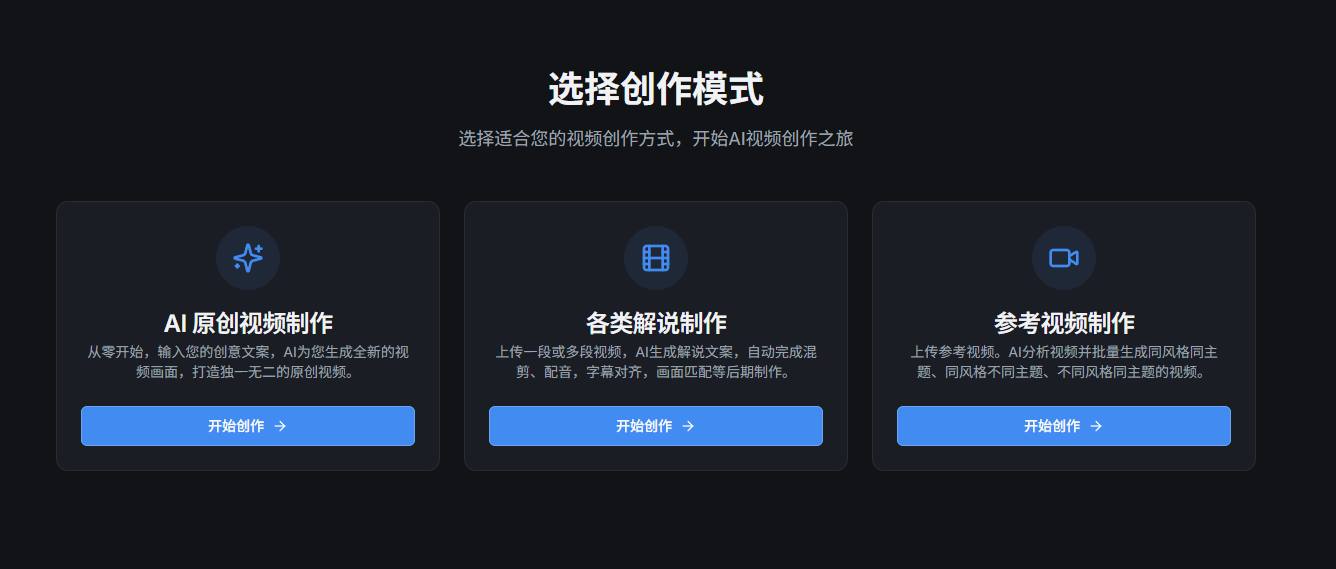 选择创作模式
选择适合您的视频创作方式，开始AI视频创作之旅
AI 原创视频制作
从零开始，输入您的创意文案，AI为您生成全新的视
频画面，打造独一无二的原创视频。
开始创作 →
各类解说制作
上传一段或多段视频，AI生成解说文案，自动完成混
剪、配音，字幕对齐，画面匹配等后期制作。
开始创作 →
参考视频制作
上传参考视频。AI分析视频并批量生成同风格同主
题、同风格不同主题、不同风格同主题的视频。
开始创作 →